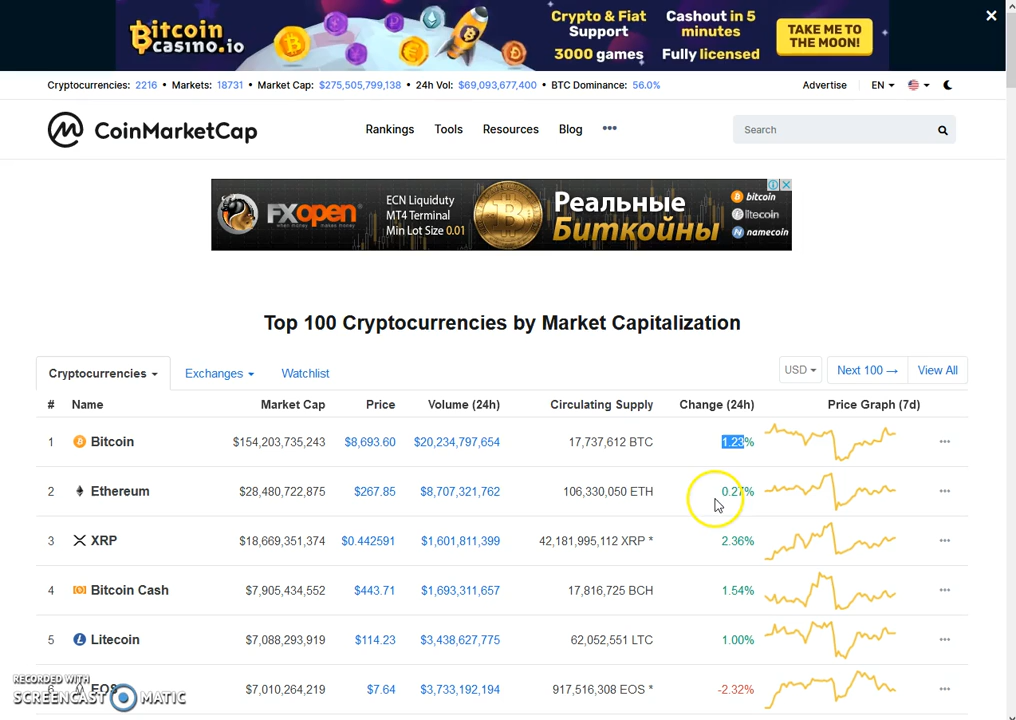 Bitcoin
casino.io
Crypto & Fiat
Support
3000 games
Cashout in 5
minutes
Fully licensed
TAKE ME TO
THE MOON!
Cryptocurrencies: 2216 • Markets: 18731 • Market Cap: $275,505,799,138 • 24h Vol: $69,093,677,400 • BTC Dominance: 56.0%
Advertise EN
CoinMarketCap
Rankings Tools Resources Blog •••
Search
FXopen
ECN Liquduty
MT4 Terminal
Min Lot Size 0.01
Реальные
Биткойны
bitcoin
litecoin
namecoin
Top 100 Cryptocurrencies by Market Capitalization
Cryptocurrencies Exchanges Watchlist USD Next 100 → View All
# Name Market Cap Price Volume (24h) Circulating Supply Change (24h) Price Graph (7d)
1 Bitcoin $154,203,735,243 $8,693.60 $20,234,797,654 17,737,612 BTC 1.23%
2 Ethereum $28,480,722,875 $267.85 $8,707,321,762 106,330,050 ETH 0.27%
3 XRP $18,669,351,374 $0.442591 $1,601,811,399 42,181,995,112 XRP * 2.36%
4 Bitcoin Cash $7,905,434,552 $443.71 $1,693,311,657 17,816,725 BCH 1.54%
5 Litecoin $7,088,293,919 $114.23 $3,438,627,775 62,052,551 LTC 1.00%
6 EOS $7,010,264,219 $7.64 $3,733,192,194 917,516,308 EOS * -2.32%
RECORDED WITH
SCREENCAST MATIC